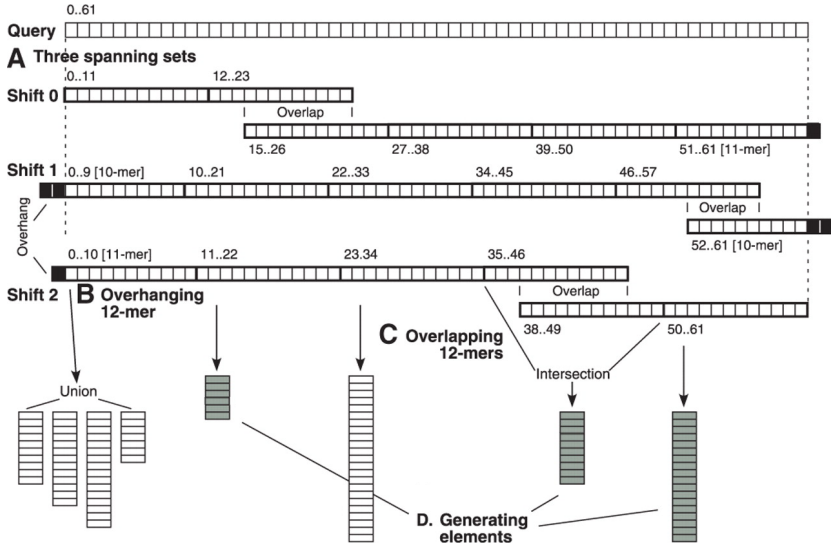 0..61
Query
A Three spanning sets
0..11 12..23
Shift 0
Overlap
15..26 27..38 39..50 51..61 [11-mer]
Shift 1
0..9 [10-mer] 10..21 22..33 34..45 46..57
Overlap
Overhang
52..61 [10-mer]
0..10 [11-mer] 11..22 23.34 35..46
Shift 2
B Overhanging
12-mer
Overlap
38..49 50..61
C Overlapping
12-mers
Intersection
Union
D. Generating
elements